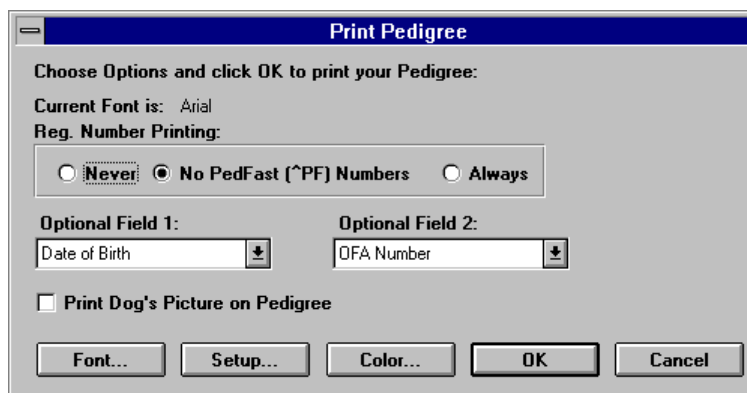 Print Pedigree
Choose Options and click OK to print your Pedigree:
Current Font is: Arial
Reg. Number Printing:
Never No PedFast (^PF) Numbers Always
Optional Field 1: Optional Field 2:
Date of Birth OFA Number
Print Dog's Picture on Pedigree
Font... Setup... Color... OK Cancel